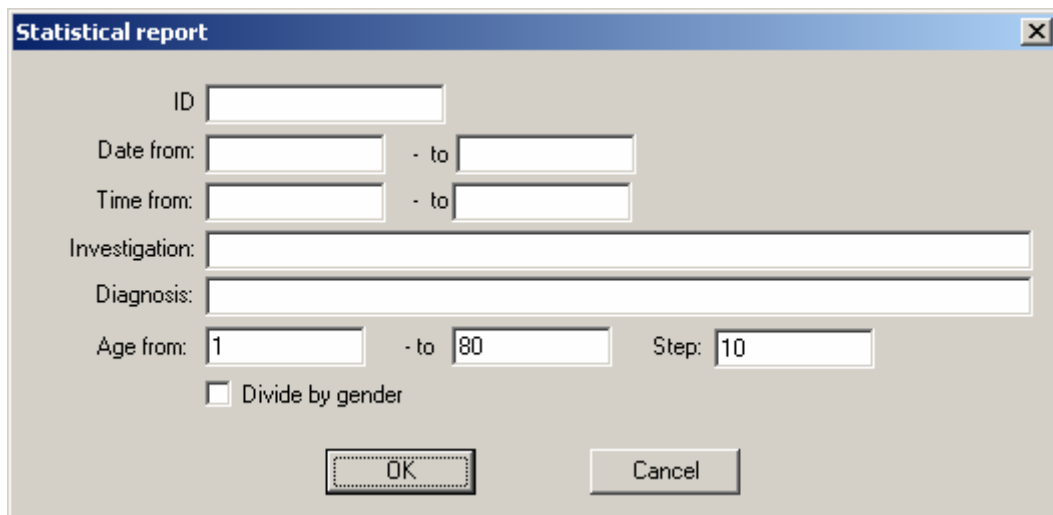 Statistical report
ID
Date from: - to
Time from: - to
Investigation:
Diagnosis:
Age from: 1 - to 80 Step: 10
Divide by gender
OK Cancel